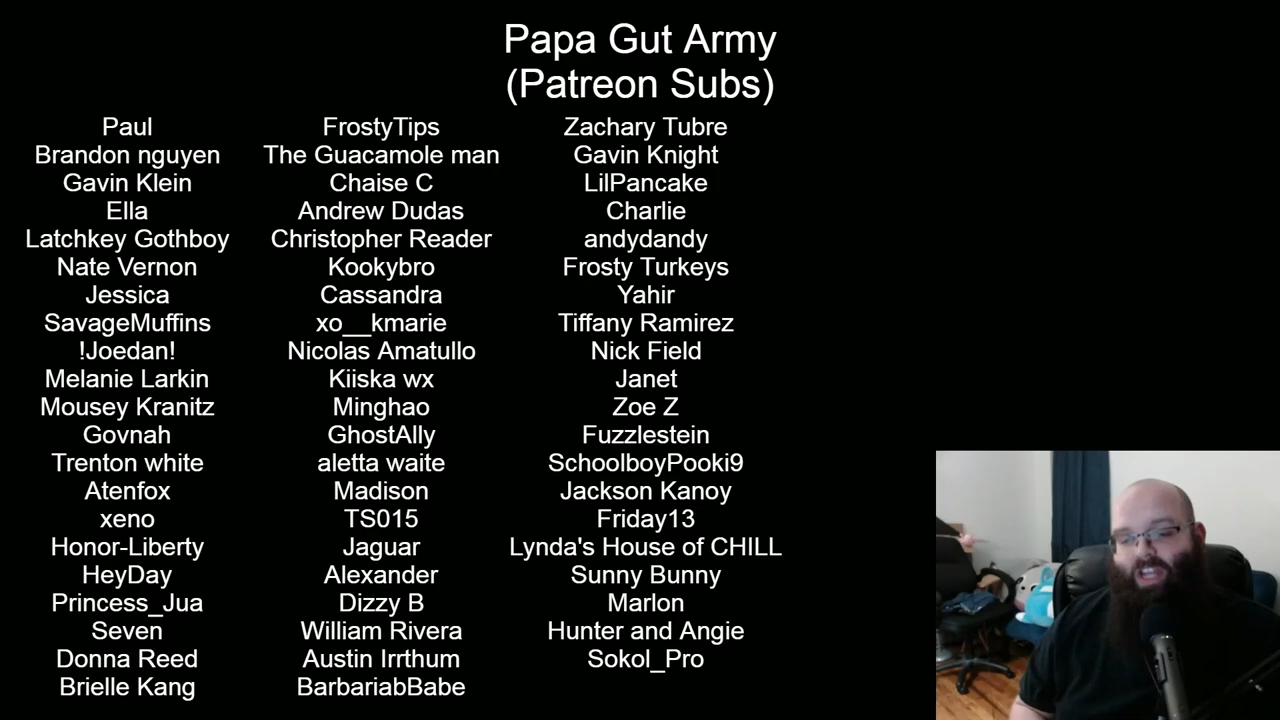 Papa Gut Army
(Patreon Subs)
Paul
Brandon nguyen
Gavin Klein
Ella
Latchkey Gothboy
Nate Vernon
Jessica
SavageMuffins
!Joedan!
Melanie Larkin
Mousey Kranitz
Govnah
Trenton white
Atenfox
xeno
Honor-Liberty
HeyDay
Princess_Jua
Seven
Donna Reed
Brielle Kang
FrostyTips
The Guacamole man
Chaise C
Andrew Dudas
Christopher Reader
Kookybro
Cassandra
xo__kmarie
Nicolas Amatullo
Kiiska wx
Minghao
GhostAlly
aletta waite
Madison
TS015
Jaguar
Alexander
Dizzy B
William Rivera
Austin Irrthum
BarbariabBabe
Zachary Tubre
Gavin Knight
LilPancake
Charlie
andydandy
Frosty Turkeys
Yahir
Tiffany Ramirez
Nick Field
Janet
Zoe Z
Fuzzlestein
SchoolboyPooki9
Jackson Kanoy
Friday13
Lynda's House of CHILL
Sunny Bunny
Marlon
Hunter and Angie
Sokol_Pro